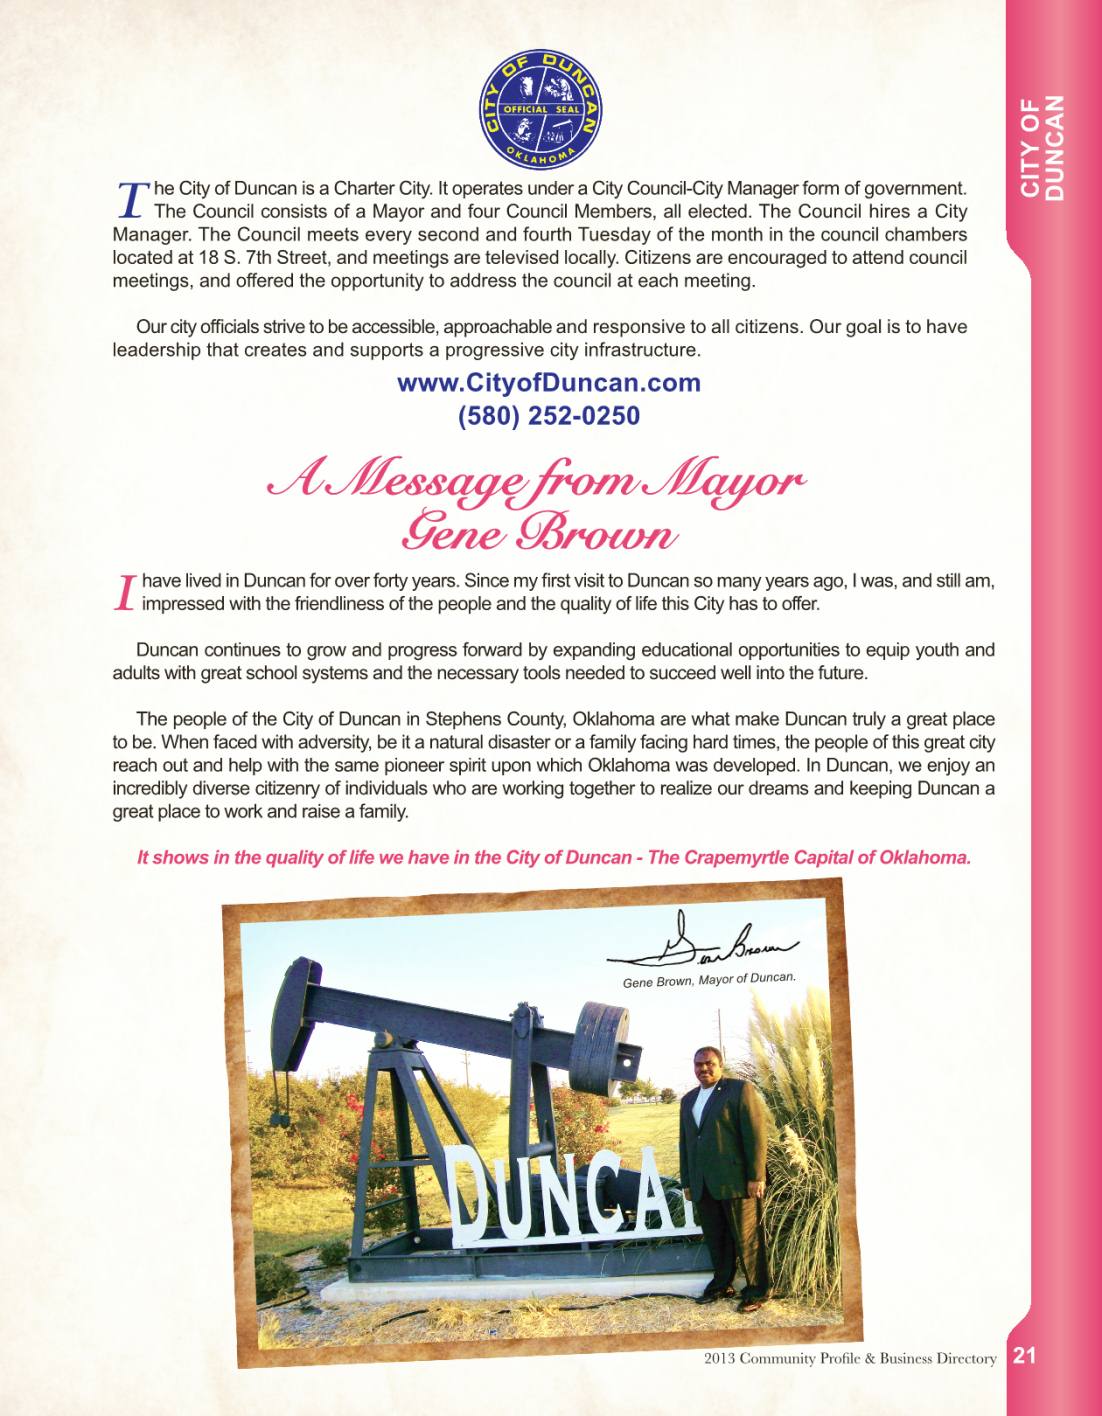 CITY OF DUNCAN
OFFICIAL SEAL
OKLAHOMA
CITY OF
DUNCAN
The City of Duncan is a Charter City. It operates under a City Council-City Manager form of government.
The Council consists of a Mayor and four Council Members, all elected. The Council hires a City
Manager. The Council meets every second and fourth Tuesday of the month in the council chambers
located at 18 S. 7th Street, and meetings are televised locally. Citizens are encouraged to attend council
meetings, and offered the opportunity to address the council at each meeting.
Our city officials strive to be accessible, approachable and responsive to all citizens. Our goal is to have
leadership that creates and supports a progressive city infrastructure.
www.CityofDuncan.com
(580) 252-0250
A Message from Mayor
Gene Brown
I have lived in Duncan for over forty years. Since my first visit to Duncan so many years ago, I was, and still am,
impressed with the friendliness of the people and the quality of life this City has to offer.
Duncan continues to grow and progress forward by expanding educational opportunities to equip youth and
adults with great school systems and the necessary tools needed to succeed well into the future.
The people of the City of Duncan in Stephens County, Oklahoma are what make Duncan truly a great place
to be. When faced with adversity, be it a natural disaster or a family facing hard times, the people of this great city
reach out and help with the same pioneer spirit upon which Oklahoma was developed. In Duncan, we enjoy an
incredibly diverse citizenry of individuals who are working together to realize our dreams and keeping Duncan a
great place to work and raise a family.
It shows in the quality of life we have in the City of Duncan - The Crapemyrtle Capital of Oklahoma.
Gene Brown
Gene Brown, Mayor of Duncan.
DUNCAN
2013 Community Profile & Business Directory 21